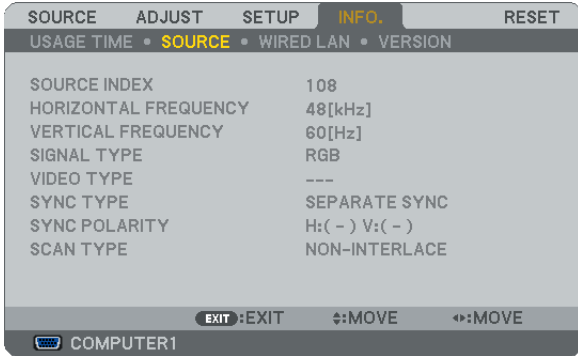 SOURCE ADJUST SETUP INFO. RESET
USAGE TIME • SOURCE • WIRED LAN • VERSION
SOURCE INDEX 108
HORIZONTAL FREQUENCY 48[kHz]
VERTICAL FREQUENCY 60[Hz]
SIGNAL TYPE RGB
VIDEO TYPE ---
SYNC TYPE SEPARATE SYNC
SYNC POLARITY H:( - ) V:( - )
SCAN TYPE NON-INTERLACE
EXIT :EXIT :MOVE :MOVE
COMPUTER1